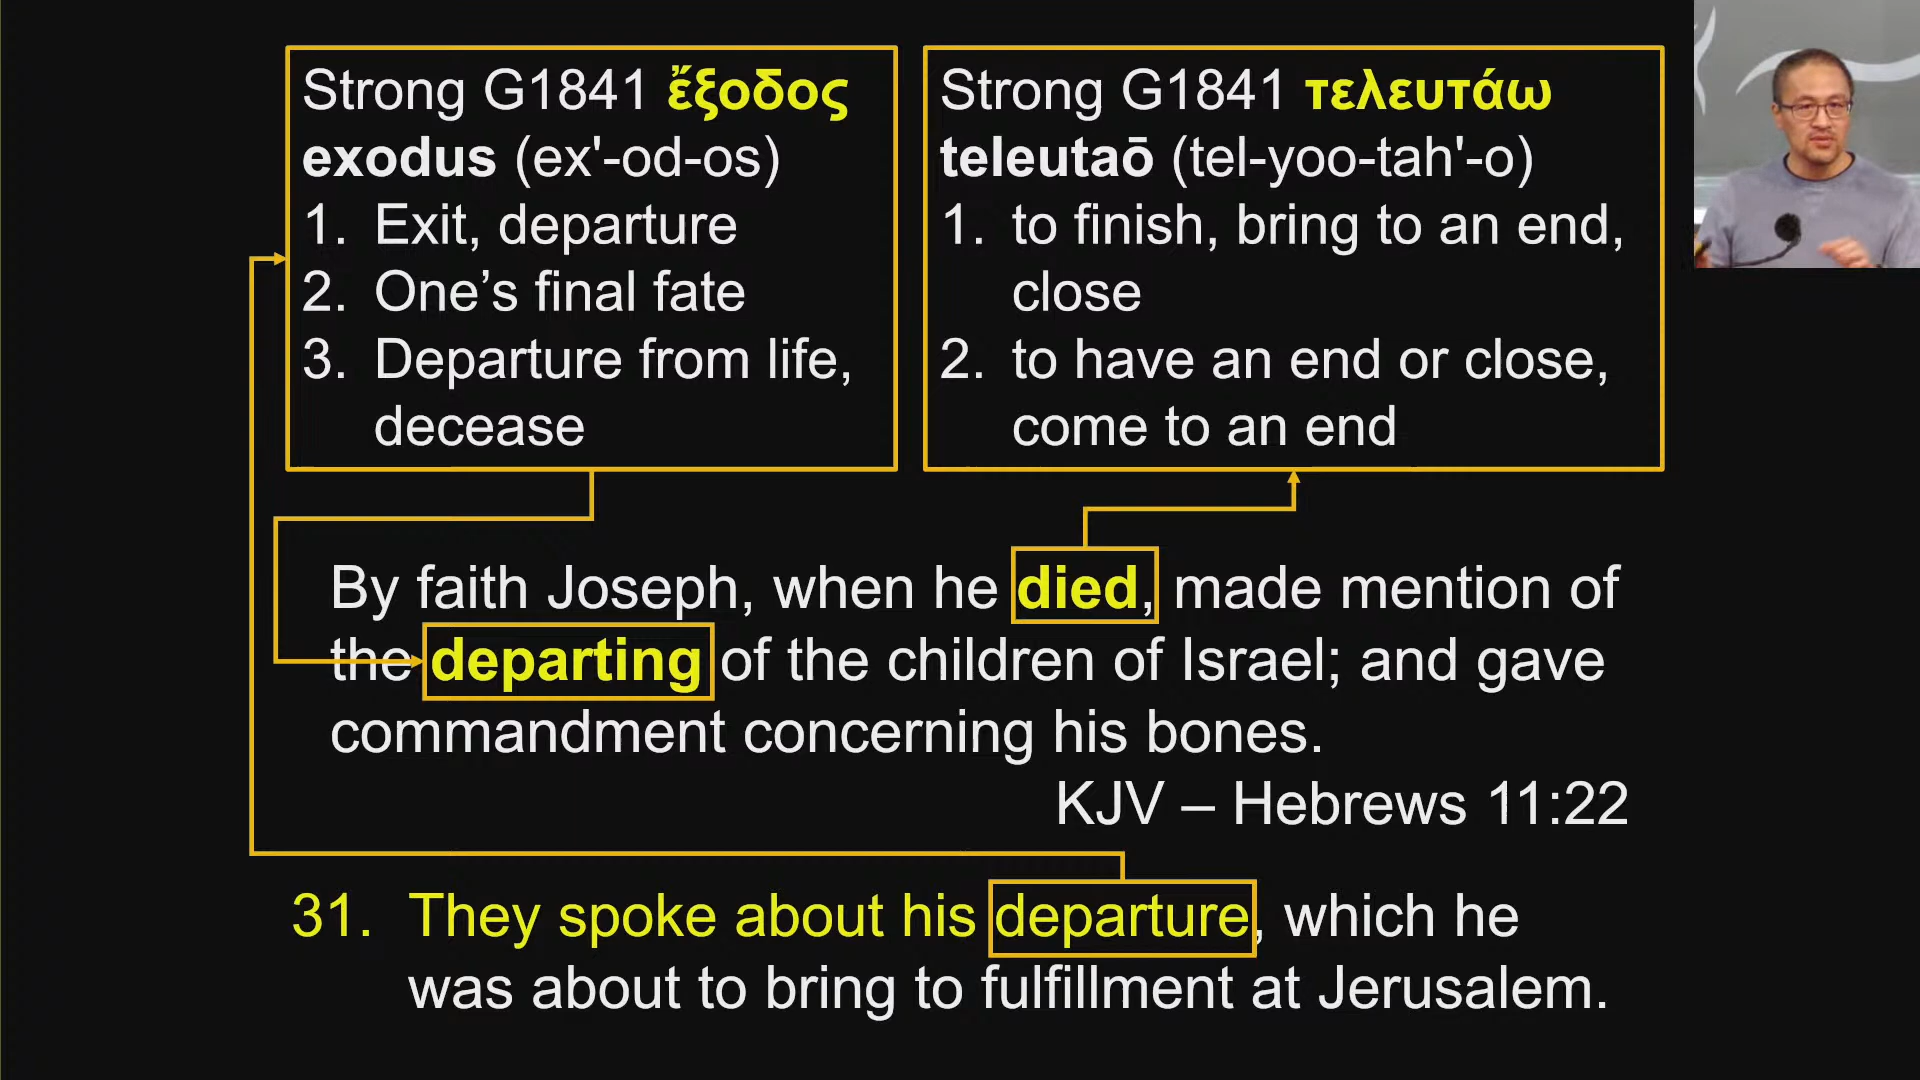 Strong G1841 ἔξοδος
exodus (ex'-od-os)
1. Exit, departure
2. One’s final fate
3. Departure from life,
decease
Strong G1841 τελευτάω
teleutaō (tel-yoo-tah'-o)
1. to finish, bring to an end,
close
2. to have an end or close,
come to an end
By faith Joseph, when he died, made mention of
the departing of the children of Israel; and gave
commandment concerning his bones.
KJV – Hebrews 11:22
31. They spoke about his departure, which he
was about to bring to fulfillment at Jerusalem.